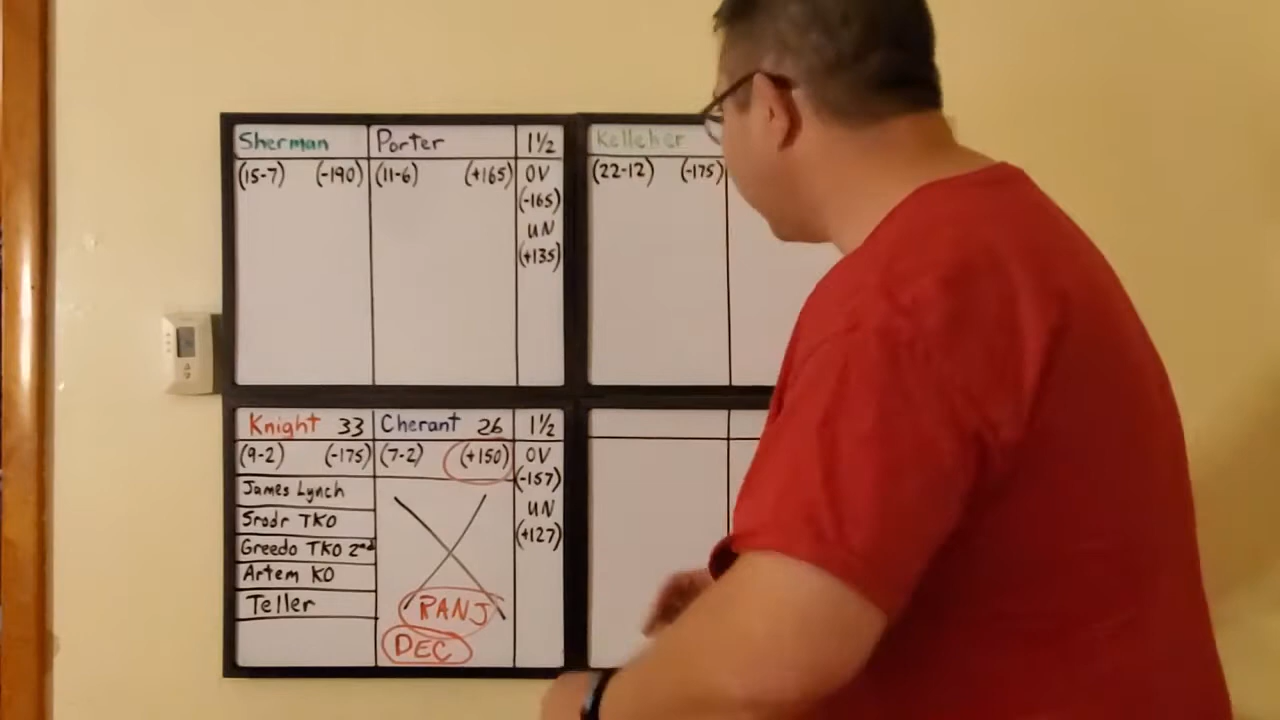 Sherman Porter 1½
(15-7) (-190) (11-6) (+165) OV
(-165)
UN
(+135)
Kelleher
(22-12) (-175)
Knight 33 Cherant 26 1½
(9-2) (-175) (7-2) (+150) OV
(-157)
UN
(+127)
James Lynch
Srodr TKO
Greedo TKO 2nd
Artem KO
Teller
RANJ
DEC